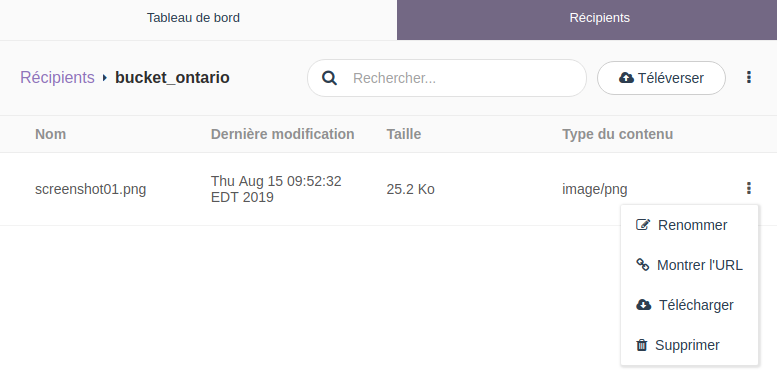 Tableau de bord
Récipients
Récipients
bucket_ontario
Rechercher...
Téléverser
Nom
Dernière modification
Taille
Type du contenu
screenshot01.png
Thu Aug 15 09:52:32
EDT 2019
25.2 Ko
image/png
Renommer
Montrer l'URL
Télécharger
Supprimer